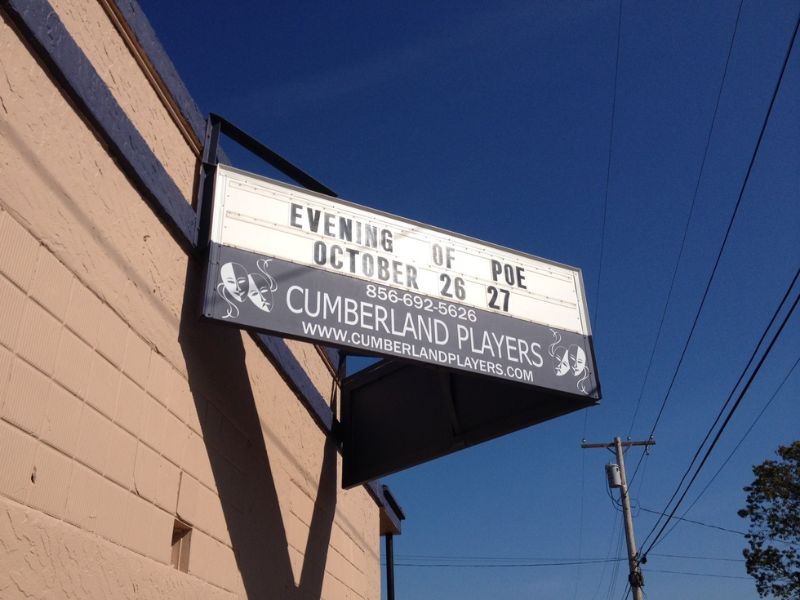 EVENING OF POE
OCTOBER 26 27
856-692-5626
CUMBERLAND PLAYERS
WWW.CUMBERLANDPLAYERS.COM